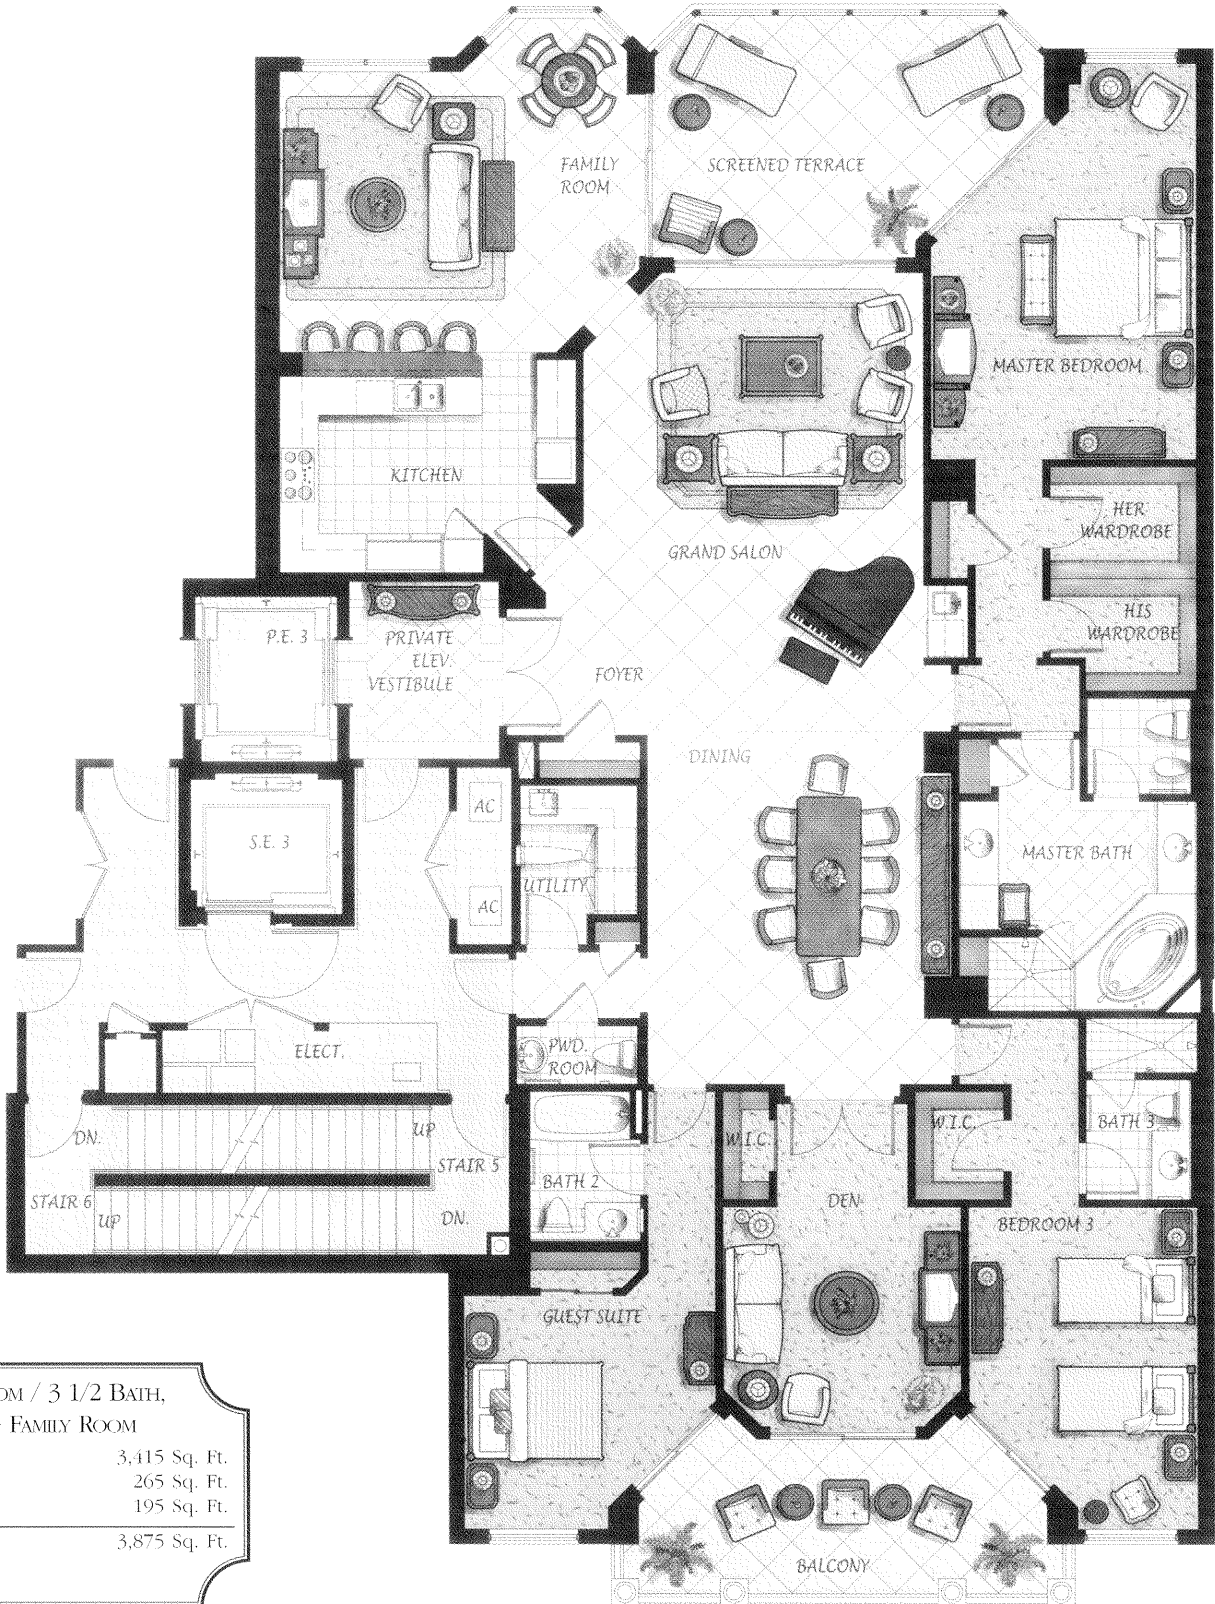 FAMILY
ROOM
SCREENED TERRACE
MASTER BEDROOM
KITCHEN
HER
WARDROBE
GRAND SALON
HIS
WARDROBE
P.E. 3
PRIVATE
ELEV.
VESTIBULE
FOYER
DINING
AC
S.E. 3
MASTER BATH
UTILITY
AC
ELECT.
PWD.
ROOM
DN.
UP
W.I.C.
W.I.C.
BATH 3
STAIR 5
BATH 2
STAIR 6
UP
DN.
DEN
BEDROOM 3
GUEST SUITE
BALCONY
OM / 3 1/2 BATH,
FAMILY ROOM
3,415 Sq. Ft.
265 Sq. Ft.
195 Sq. Ft.
3,875 Sq. Ft.